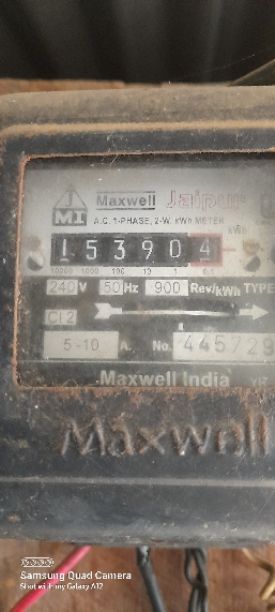 J
MI
Maxwell Jaipur
A.C. 1-PHASE, 2-W. kWh METER
kWh
153904
10000 1000 100 10 1 0.1
240 V 50 Hz 900 Rev/kWh TYPE
Cl 2
5-10 A. No. 445729
Maxwell India
Maxwell
Samsung Quad Camera
Shot with my Galaxy A12